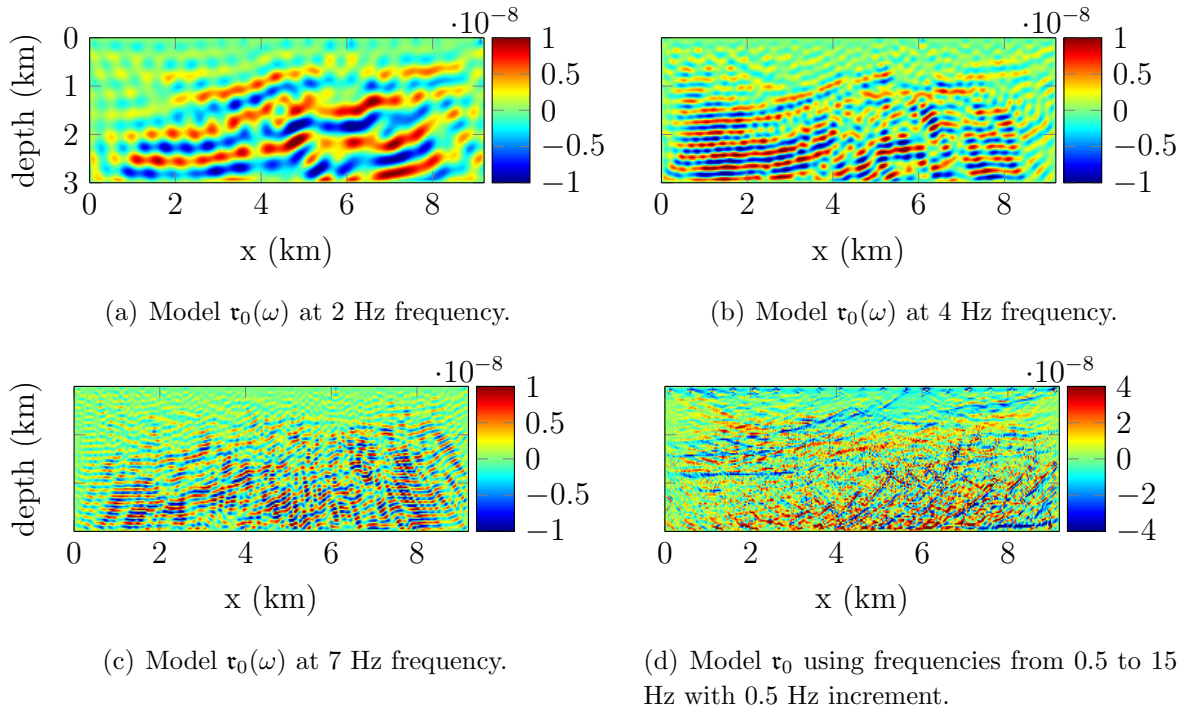 ·10⁻⁸
0
1
2
3
depth (km)
0 2 4 6 8
x (km)
1
0.5
0
−0.5
−1
(a) Model 𝔯₀(ω) at 2 Hz frequency.
·10⁻⁸
0 2 4 6 8
x (km)
1
0.5
0
−0.5
−1
(b) Model 𝔯₀(ω) at 4 Hz frequency.
·10⁻⁸
depth (km)
0 2 4 6 8
x (km)
1
0.5
0
−0.5
−1
(c) Model 𝔯₀(ω) at 7 Hz frequency.
·10⁻⁸
0 2 4 6 8
x (km)
4
2
0
−2
−4
(d) Model 𝔯₀ using frequencies from 0.5 to 15
Hz with 0.5 Hz increment.